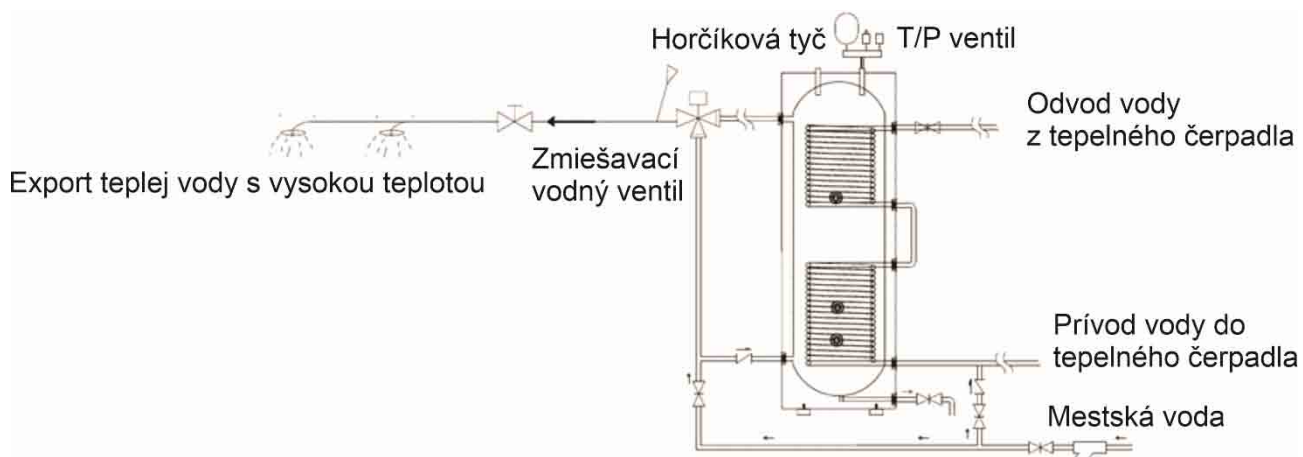 Horčíková tyč
T/P ventil
Odvod vody
z tepelného čerpadla
Zmiešavací
vodný ventil
Export teplej vody s vysokou teplotou
Prívod vody do
tepelného čerpadla
Mestská voda